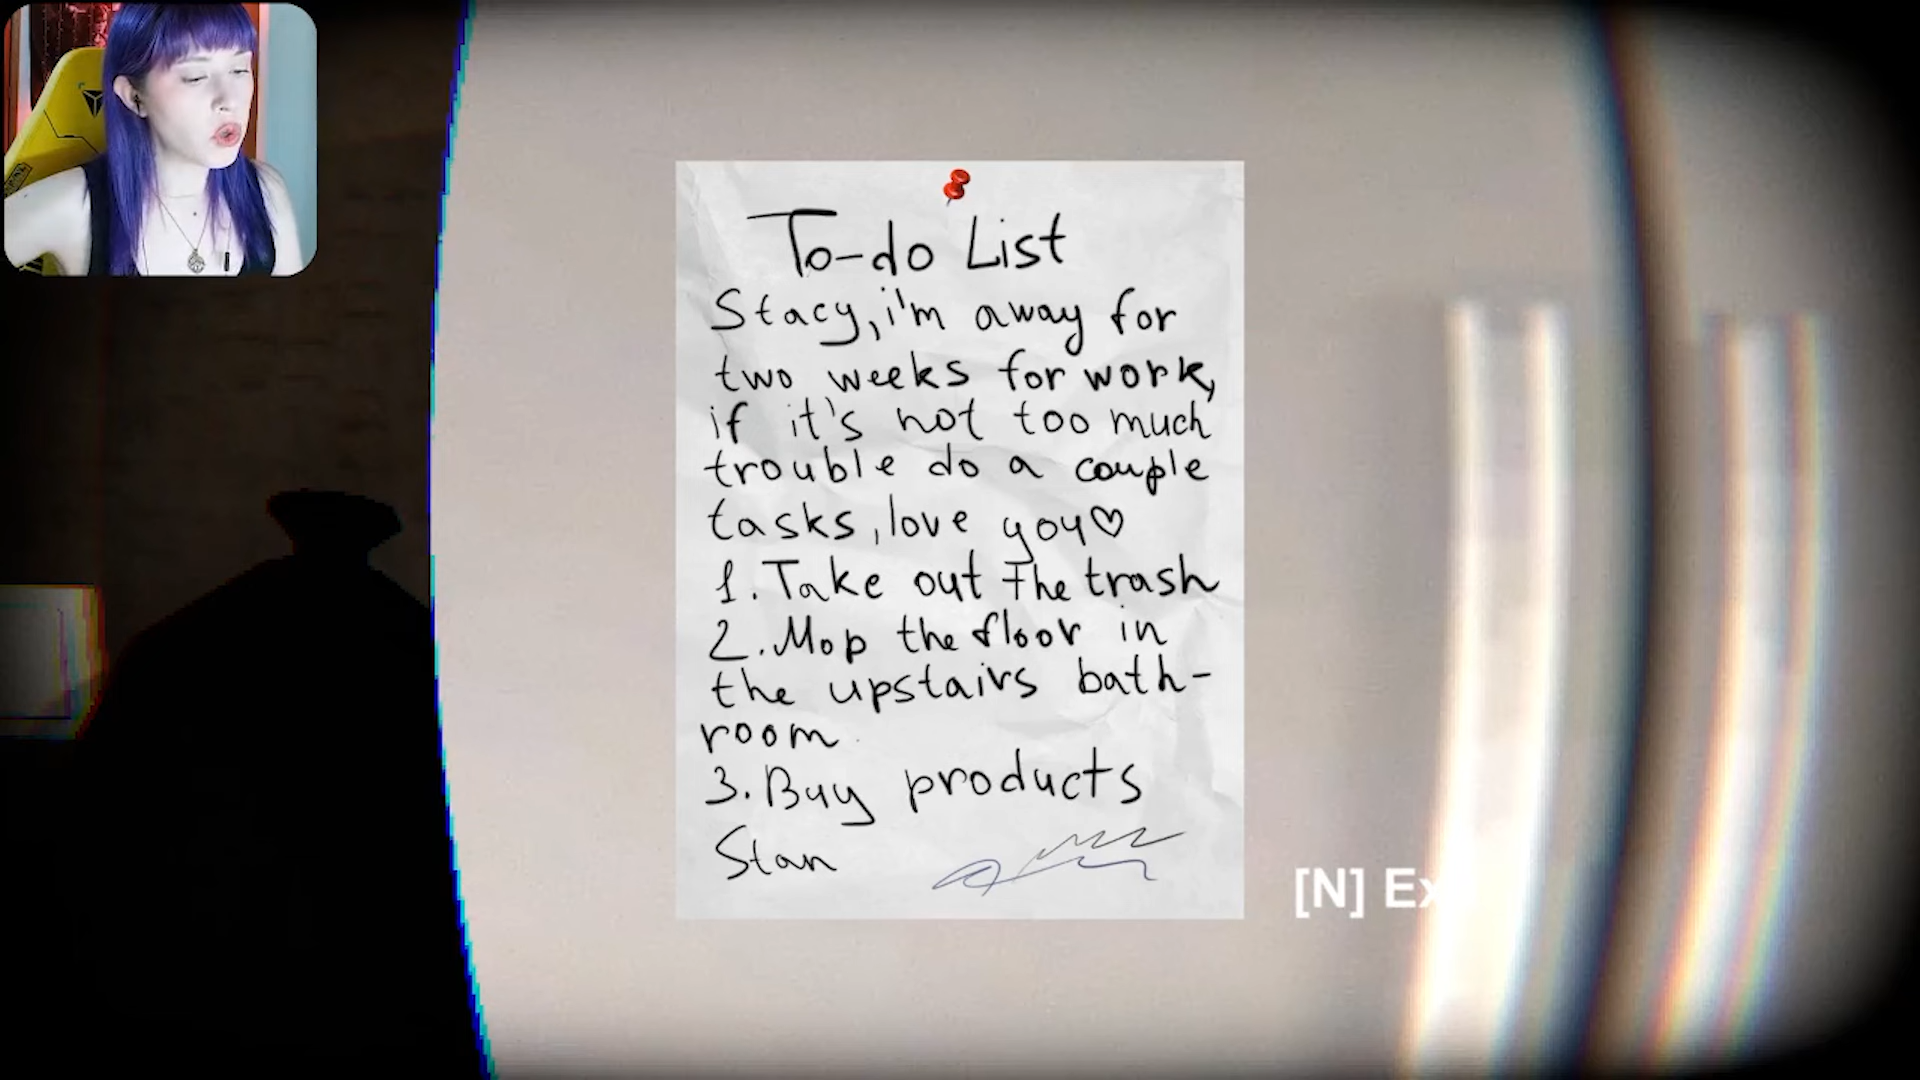 To-do List
Stacy, i'm away for
two weeks for work,
if it's not too much
trouble do a couple
tasks, love you♡
1. Take out The trash
2. Mop the floor in
the upstairs bath-
room
3. Buy products
Stan
[N] Ex